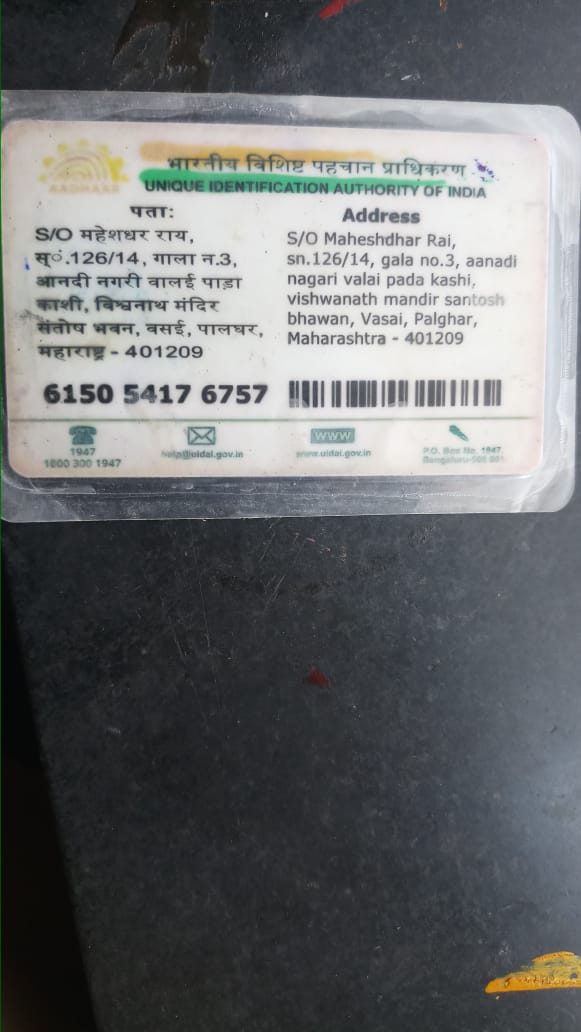 AADHAAR
भारतीय विशिष्ट पहचान प्राधिकरण
UNIQUE IDENTIFICATION AUTHORITY OF INDIA
पता:
S/O महेशधर राय,
स्ं.126/14, गाला न.3,
आनदी नगरी वालई पाड़ा
काशी, विश्वनाथ मंदिर
संतोष भवन, वसई, पालघर,
महाराष्ट्र - 401209
Address
S/O Maheshdhar Rai,
sn.126/14, gala no.3, aanadi
nagari valai pada kashi,
vishwanath mandir santosh
bhawan, Vasai, Palghar,
Maharashtra - 401209
6150 5417 6757
1947
1800 300 1947
help@uidai.gov.in
WWW
www.uidai.gov.in
P.O. Box No. 1947,
Bengaluru-560 001